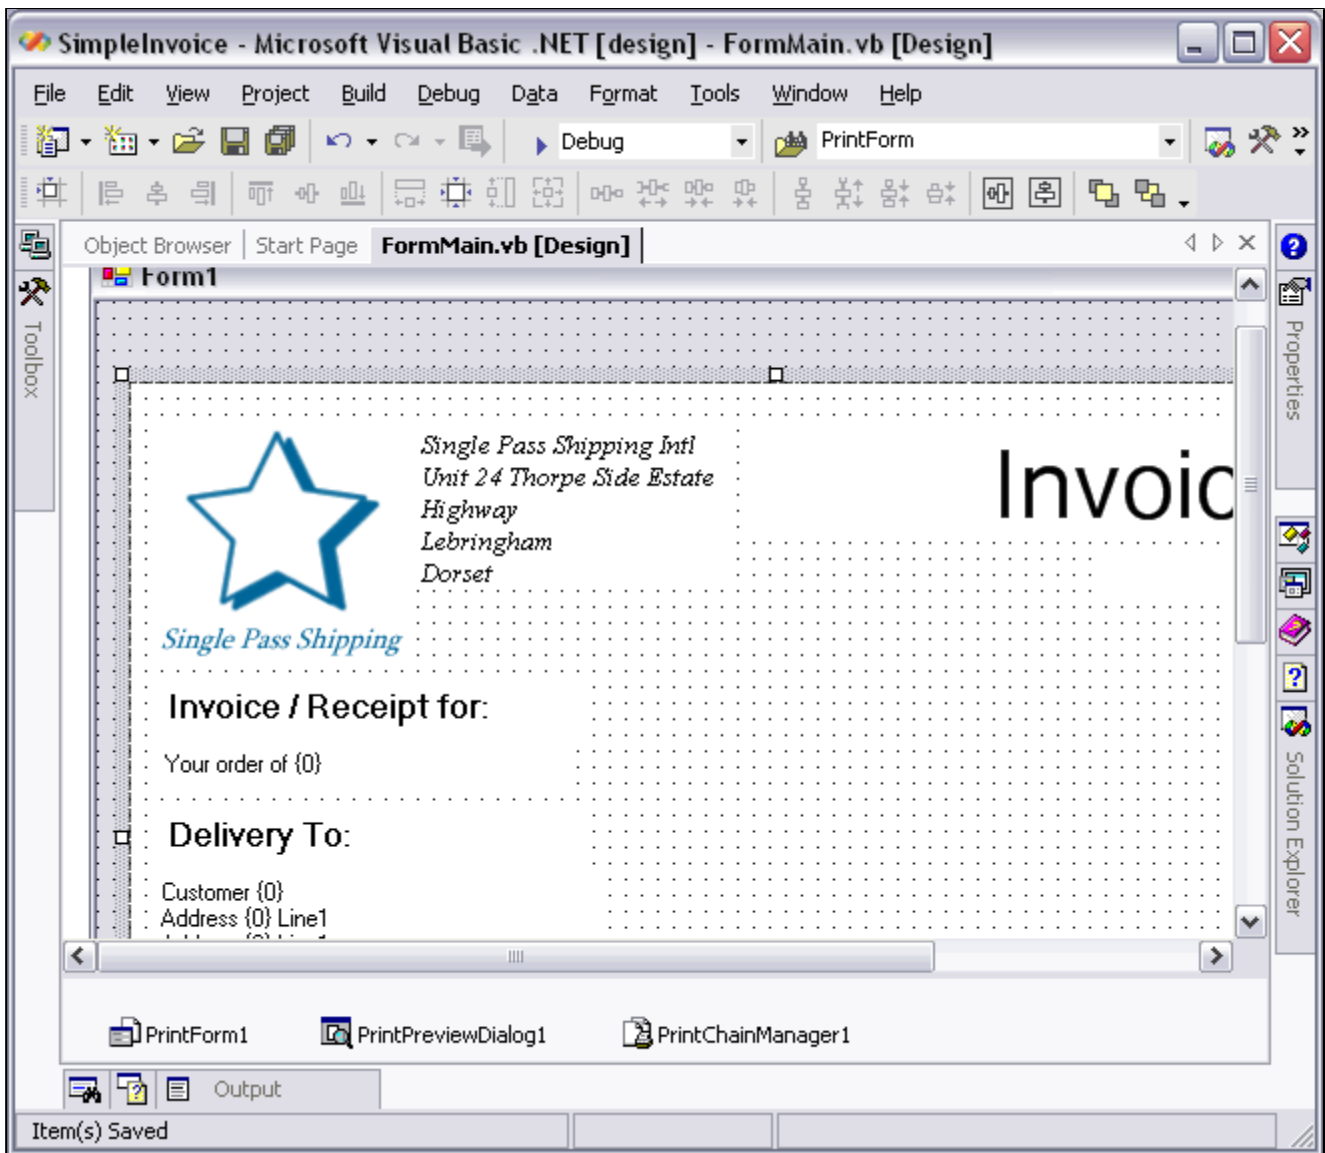 SimpleInvoice - Microsoft Visual Basic .NET [design] - FormMain.vb [Design]
File Edit View Project Build Debug Data Format Tools Window Help
Debug PrintForm
Object Browser Start Page FormMain.vb [Design]
Form1
Toolbox
Properties
Single Pass Shipping Intl
Unit 24 Thorpe Side Estate
Highway
Lebringham
Dorset
Invoic
Single Pass Shipping
Invoice / Receipt for:
Your order of {0}
Delivery To:
Customer {0}
Address {0} Line1
Solution Explorer
PrintForm1 PrintPreviewDialog1 PrintChainManager1
Output
Item(s) Saved